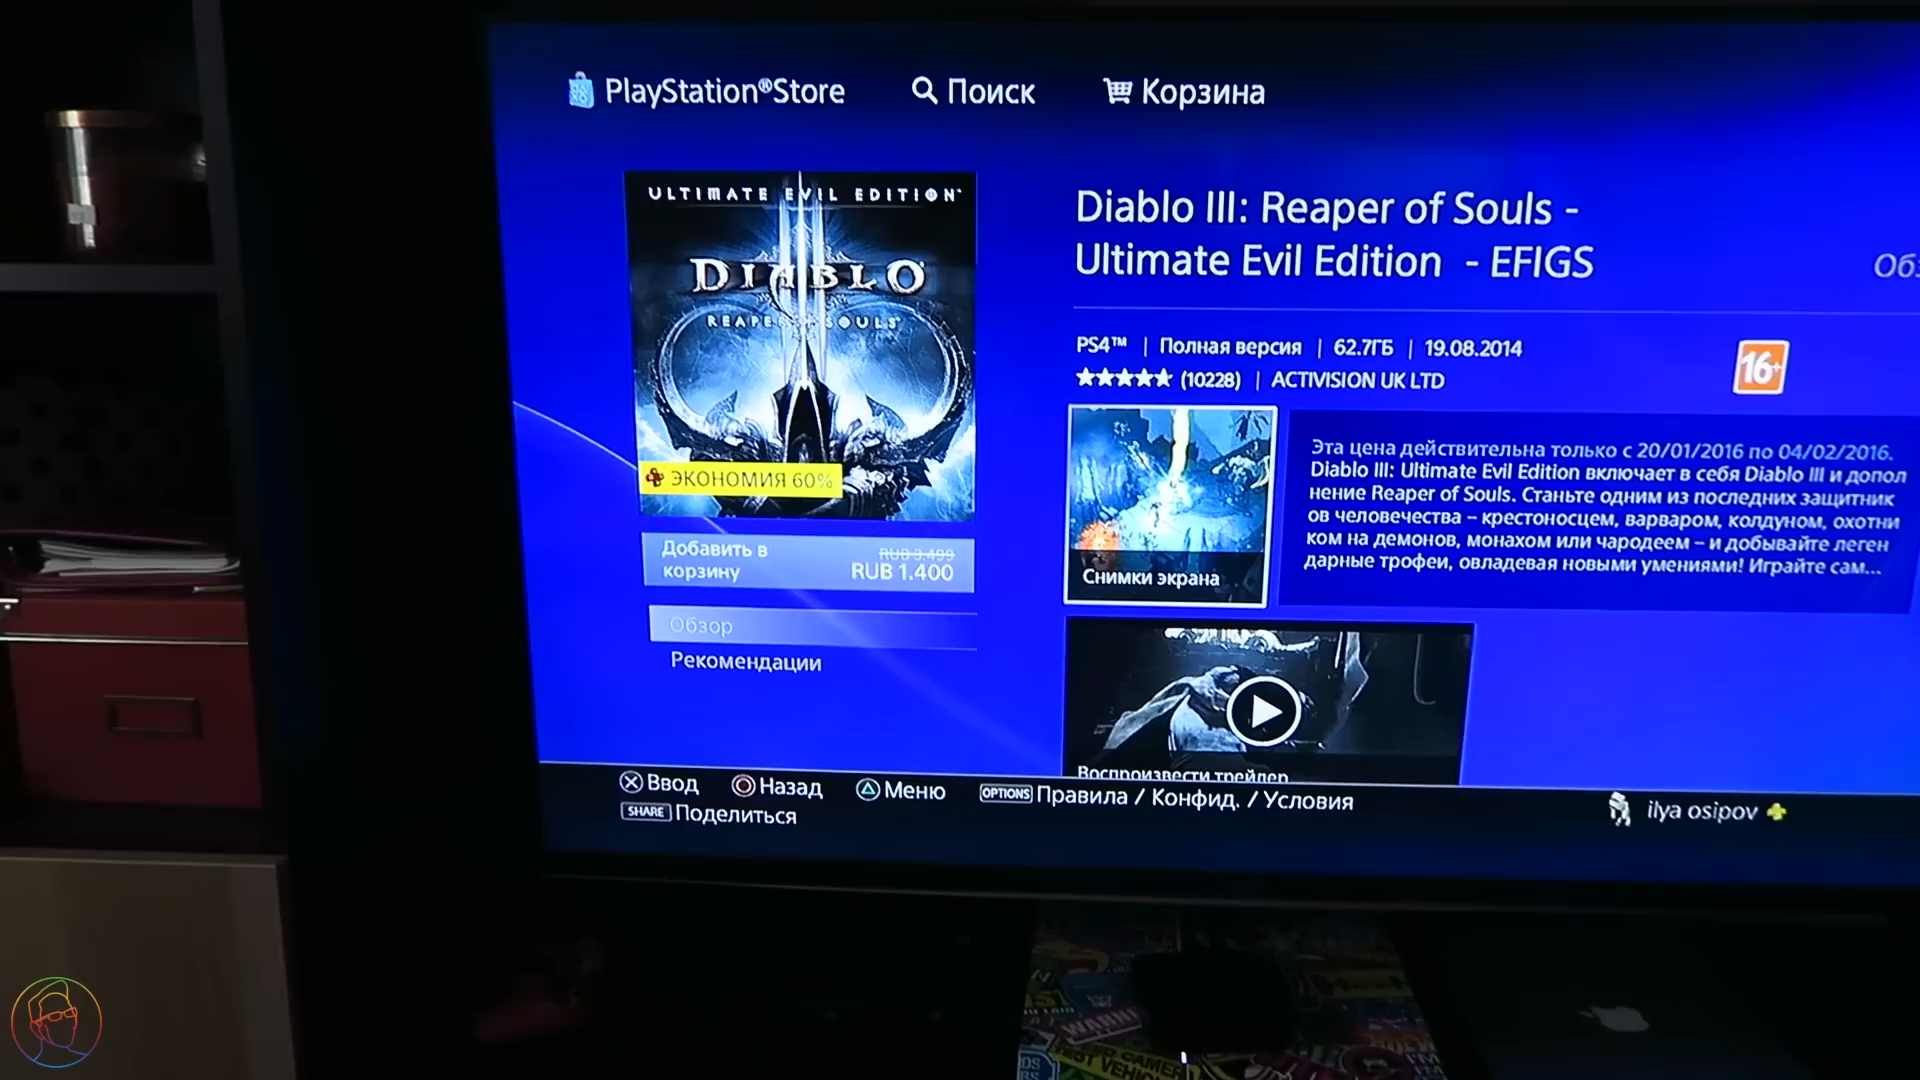 PlayStation®Store
Поиск
Корзина
ULTIMATE EVIL EDITION
DIABLO
REAPER OF SOULS
ЭКОНОМИЯ 60%
Добавить в
корзину
RUB 3.499
RUB 1.400
Обзор
Рекомендации
Diablo III: Reaper of Souls -
Ultimate Evil Edition - EFIGS
PS4™ | Полная версия | 62.7ГБ | 19.08.2014
(10228) | ACTIVISION UK LTD
16+
Снимки экрана
Эта цена действительна только с 20/01/2016 по 04/02/2016.
Diablo III: Ultimate Evil Edition включает в себя Diablo III и допол
нение Reaper of Souls. Станьте одним из последних защитник
ов человечества – крестоносцем, варваром, колдуном, охотни
ком на демонов, монахом или чародеем – и добывайте леген
дарные трофеи, овладевая новыми умениями! Играйте сам...
Воспроизвести трейлер
Ввод
Назад
Меню
OPTIONS Правила / Конфид. / Условия
SHARE Поделиться
ilya osipov